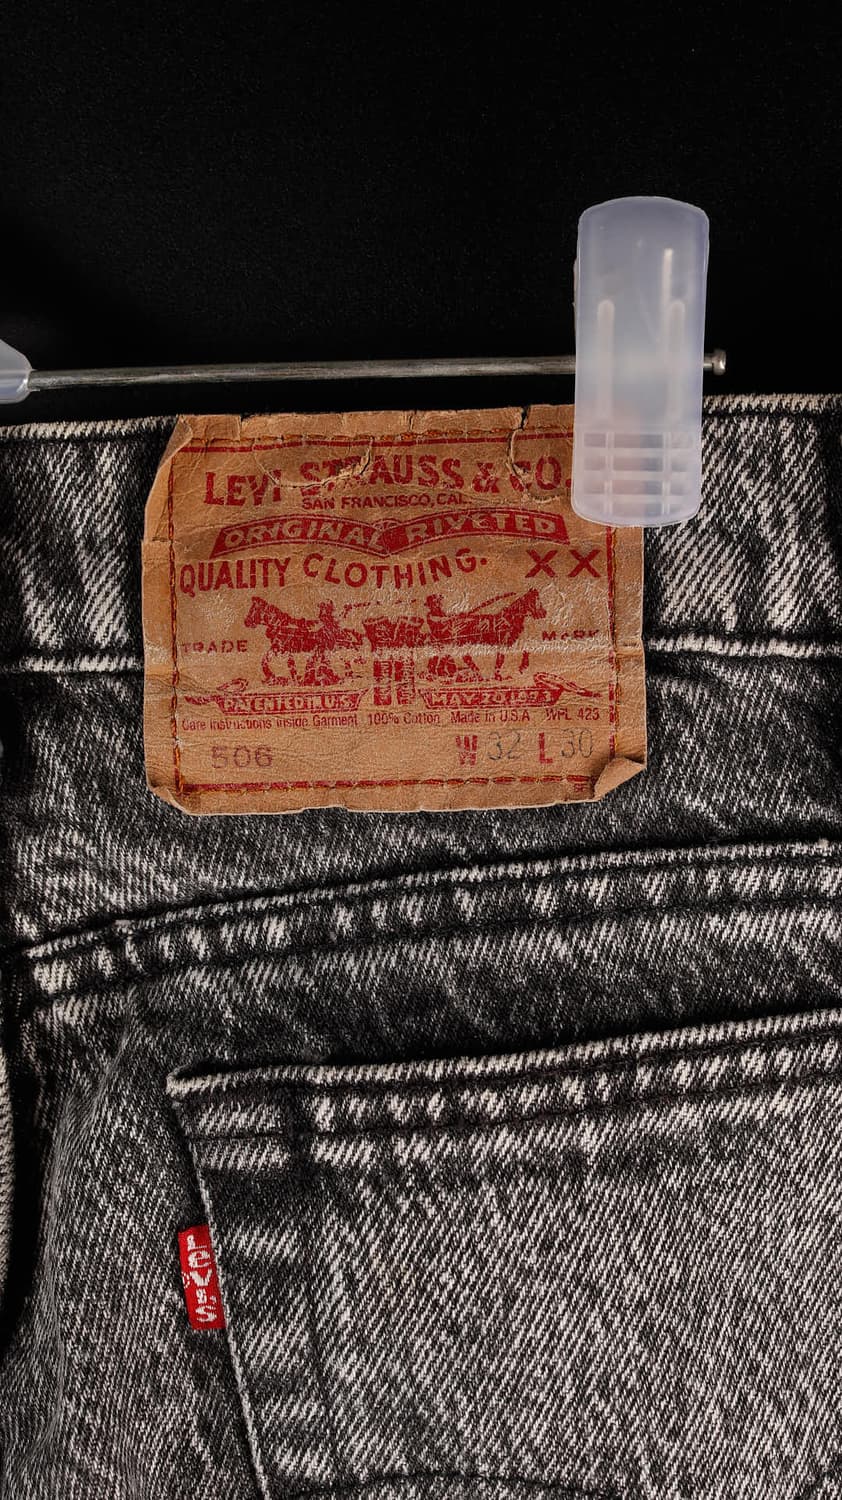 LEVI STRAUSS & CO.
SAN FRANCISCO, CAL.
ORIGINAL RIVETED
QUALITY CLOTHING. XX
TRADE MARK
PATENTED IN U.S. MAY 20 1873
Care Instructions Inside Garment 100% Cotton Made in U.S.A WPL 423
506 W 32 L 30
LEVI'S